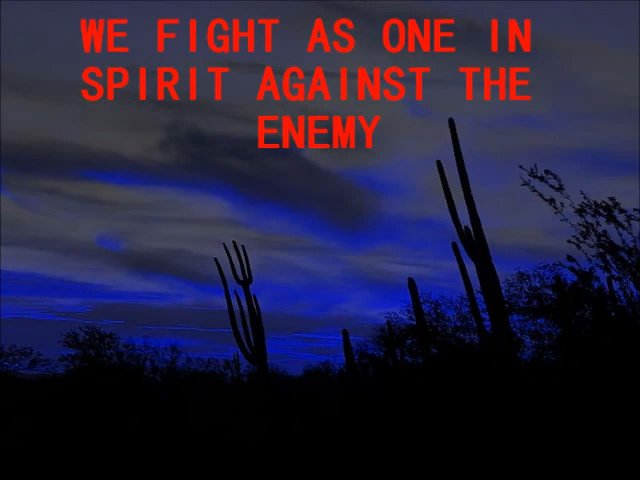 WE FIGHT AS ONE IN
SPIRIT AGAINST THE
ENEMY